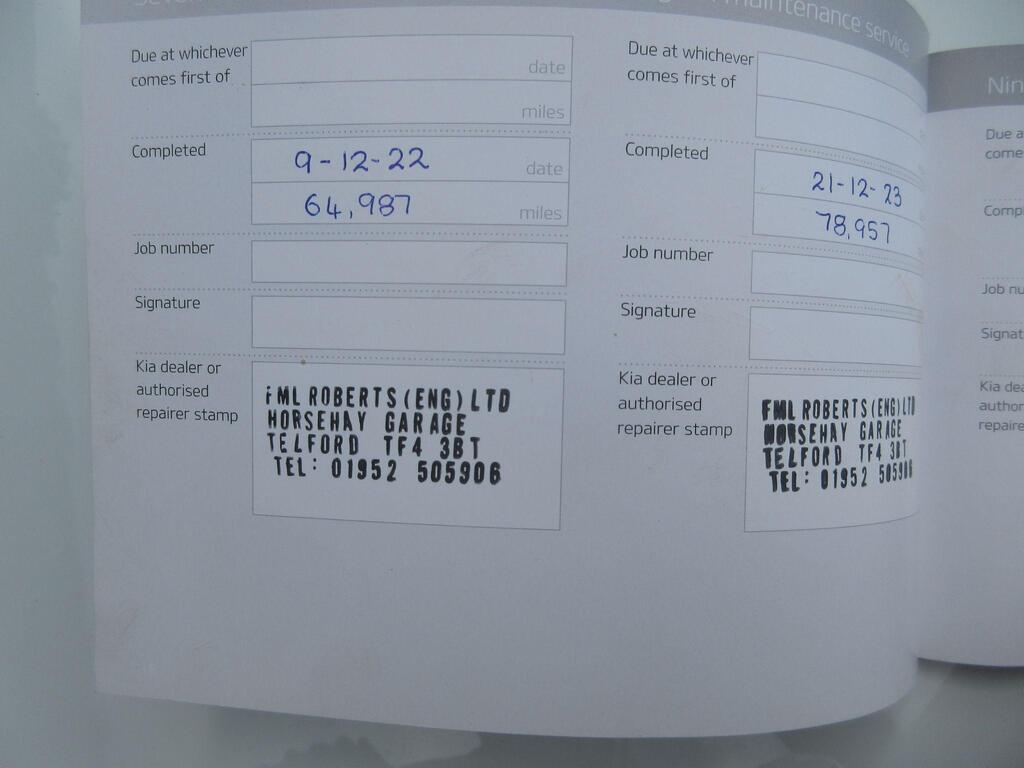 maintenance service
Due at whichever
comes first of
date
miles
Completed
9-12-22
date
64,987
miles
Job number
Signature
Kia dealer or
authorised
repairer stamp
FML ROBERTS (ENG) LTD
HORSEHAY GARAGE
TELFORD TF4 3BT
TEL: 01952 505906
Due at whichever
comes first of
Completed
21-12-23
78,957
Job number
Signature
Kia dealer or
authorised
repairer stamp
FML ROBERTS (ENG) LTD
HORSEHAY GARAGE
TELFORD TF4 3BT
TEL: 01952 505906
Nin
Due a
come
Comp
Job nu
Signat
Kia dea
author
repaire